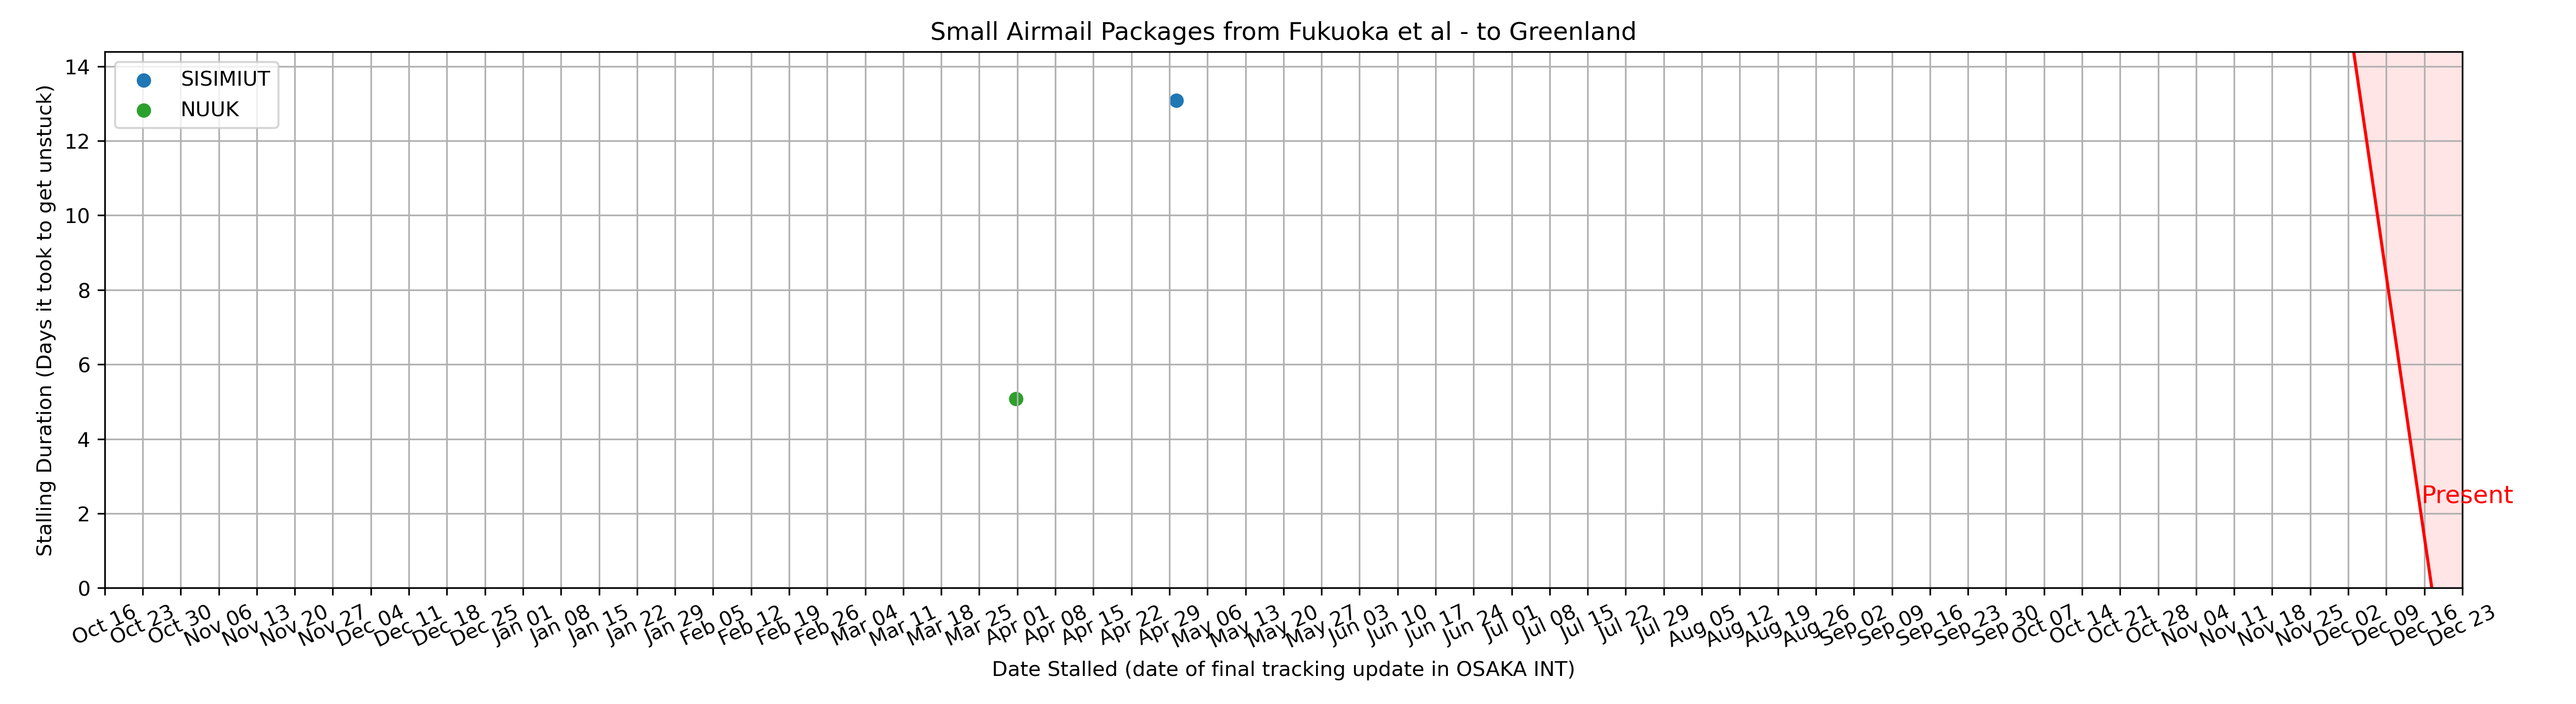 Small Airmail Packages from Fukuoka et al - to Greenland
SISIMIUT
NUUK
Stalling Duration (Days it took to get unstuck)
14
12
10
8
6
4
2
0
Present
Oct 16
Oct 23
Oct 30
Nov 06
Nov 13
Nov 20
Nov 27
Dec 04
Dec 11
Dec 18
Dec 25
Jan 01
Jan 08
Jan 15
Jan 22
Jan 29
Feb 05
Feb 12
Feb 19
Feb 26
Mar 04
Mar 11
Mar 18
Mar 25
Apr 01
Apr 08
Apr 15
Apr 22
Apr 29
May 06
May 13
May 20
May 27
Jun 03
Jun 10
Jun 17
Jun 24
Jul 01
Jul 08
Jul 15
Jul 22
Jul 29
Aug 05
Aug 12
Aug 19
Aug 26
Sep 02
Sep 09
Sep 16
Sep 23
Sep 30
Oct 07
Oct 14
Oct 21
Oct 28
Nov 04
Nov 11
Nov 18
Nov 25
Dec 02
Dec 09
Dec 16
Dec 23
Date Stalled (date of final tracking update in OSAKA INT)